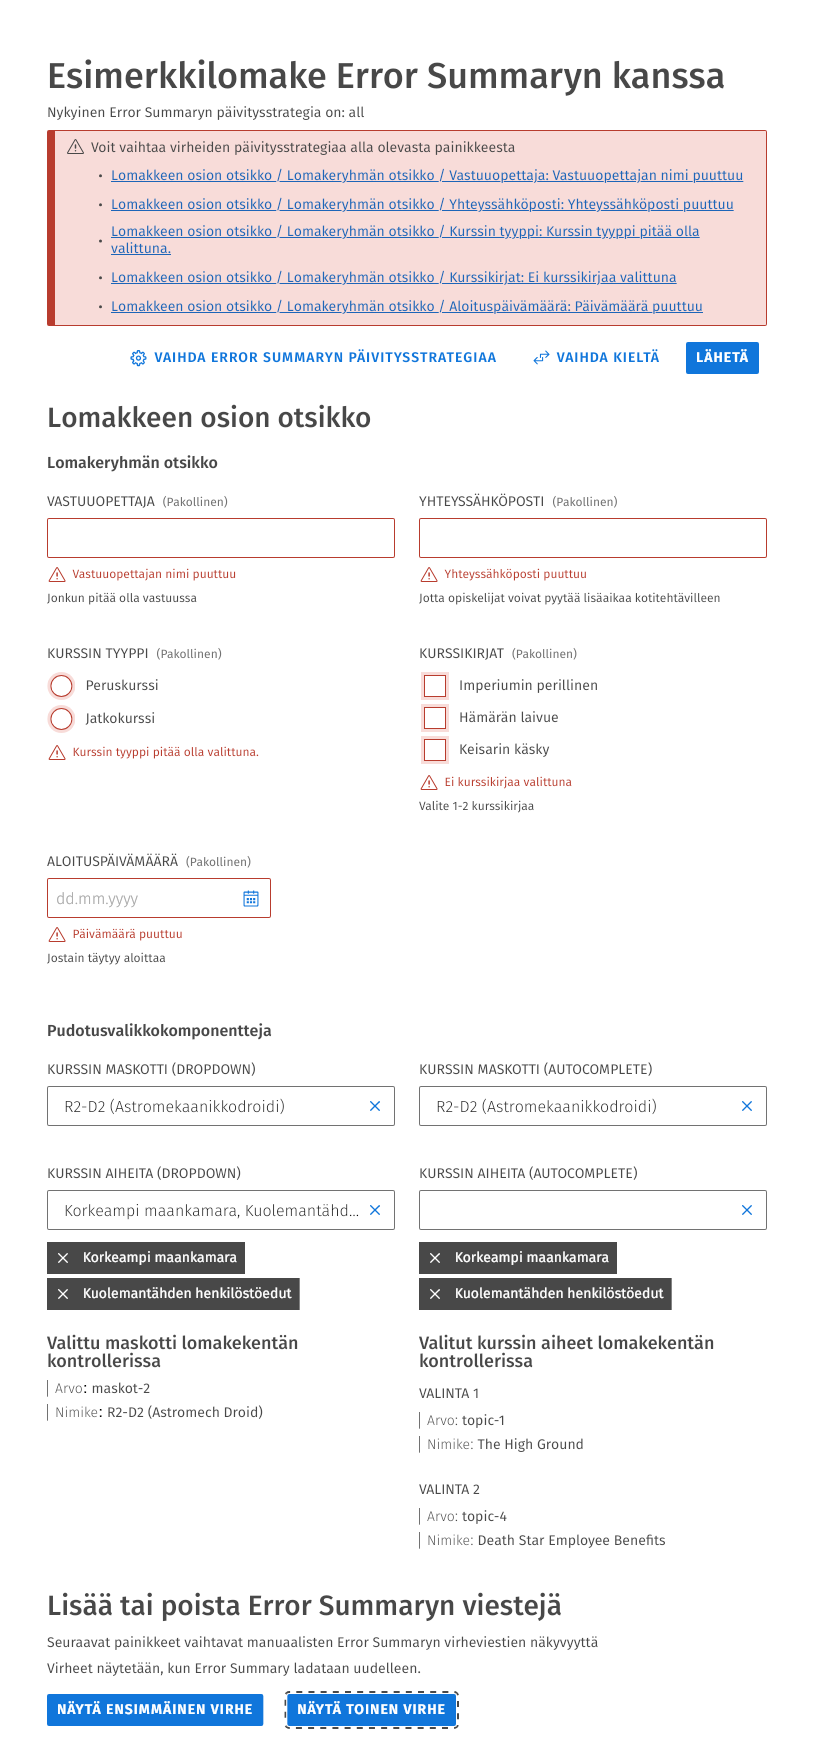 Esimerkkilomake Error Summaryn kanssa
Nykyinen Error Summaryn päivitysstrategia on: all
Voit vaihtaa virheiden päivitysstrategiaa alla olevasta painikkeesta
• Lomakkeen osion otsikko / Lomakeryhmän otsikko / Vastuuopettaja: Vastuuopettajan nimi puuttuu
• Lomakkeen osion otsikko / Lomakeryhmän otsikko / Yhteyssähköposti: Yhteyssähköposti puuttuu
• Lomakkeen osion otsikko / Lomakeryhmän otsikko / Kurssin tyyppi: Kurssin tyyppi pitää olla
valittuna.
• Lomakkeen osion otsikko / Lomakeryhmän otsikko / Kurssikirjat: Ei kurssikirjaa valittuna
• Lomakkeen osion otsikko / Lomakeryhmän otsikko / Aloituspäivämäärä: Päivämäärä puuttuu
VAIHDA ERROR SUMMARYN PÄIVITYSSTRATEGIAA VAIHDA KIELTÄ LÄHETÄ
Lomakkeen osion otsikko
Lomakeryhmän otsikko
VASTUUOPETTAJA (Pakollinen) YHTEYSSÄHKÖPOSTI (Pakollinen)
Vastuuopettajan nimi puuttuu Yhteyssähköposti puuttuu
Jonkun pitää olla vastuussa Jotta opiskelijat voivat pyytää lisäaikaa kotitehtävilleen
KURSSIN TYYPPI (Pakollinen)
Peruskurssi
Jatkokurssi
Kurssin tyyppi pitää olla valittuna.
KURSSIKIRJAT (Pakollinen)
Imperiumin perillinen
Hämärän laivue
Keisarin käsky
Ei kurssikirjaa valittuna
Valite 1-2 kurssikirjaa
ALOITUSPÄIVÄMÄÄRÄ (Pakollinen)
dd.mm.yyyy
Päivämäärä puuttuu
Jostain täytyy aloittaa
Pudotusvalikkokomponentteja
KURSSIN MASKOTTI (DROPDOWN) KURSSIN MASKOTTI (AUTOCOMPLETE)
R2-D2 (Astromekaanikkodroidi) R2-D2 (Astromekaanikkodroidi)
KURSSIN AIHEITA (DROPDOWN) KURSSIN AIHEITA (AUTOCOMPLETE)
Korkeampi maankamara, Kuolemantähd...
Korkeampi maankamara Korkeampi maankamara
Kuolemantähden henkilöstöedut Kuolemantähden henkilöstöedut
Valittu maskotti lomakekentän
kontrollerissa
Arvo: maskot-2
Nimike: R2-D2 (Astromech Droid)
Valitut kurssin aiheet lomakekentän
kontrollerissa
VALINTA 1
Arvo: topic-1
Nimike: The High Ground
VALINTA 2
Arvo: topic-4
Nimike: Death Star Employee Benefits
Lisää tai poista Error Summaryn viestejä
Seuraavat painikkeet vaihtavat manuaalisten Error Summaryn virheviestien näkyvyyttä
Virheet näytetään, kun Error Summary ladataan uudelleen.
NÄYTÄ ENSIMMÄINEN VIRHE NÄYTÄ TOINEN VIRHE